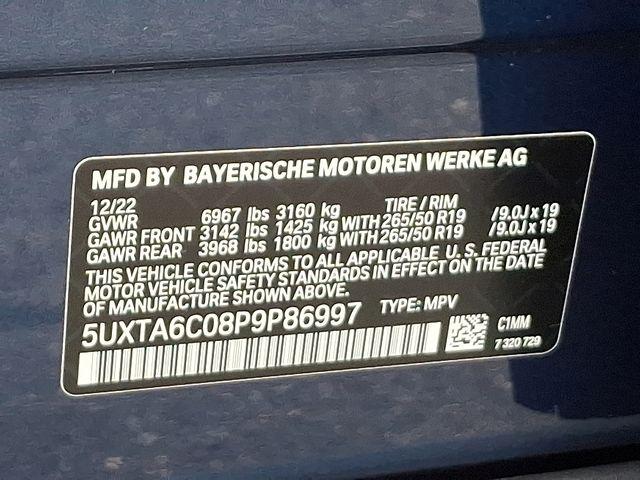 MFD BY BAYERISCHE MOTOREN WERKE AG
12/22 TIRE / RIM
GVWR 6967 lbs 3160 kg
GAWR FRONT 3142 lbs 1425 kg WITH 265/50 R19 /9.0J x 19
GAWR REAR 3968 lbs 1800 kg WITH 265/50 R19 /9.0J x 19
THIS VEHICLE CONFORMS TO ALL APPLICABLE U.S. FEDERAL
MOTOR VEHICLE SAFETY STANDARDS IN EFFECT ON THE DATE
OF MANUFACTURE SHOWN ABOVE.
5UXTA6C08P9P86997 TYPE: MPV
C1MM
7 320 729